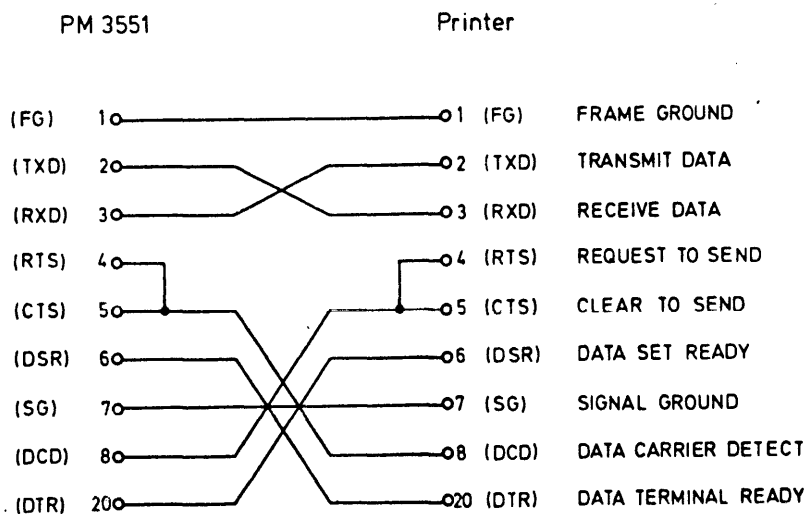 PM 3551 Printer
(FG) 1 1 (FG) FRAME GROUND
(TXD) 2 2 (TXD) TRANSMIT DATA
(RXD) 3 3 (RXD) RECEIVE DATA
(RTS) 4 4 (RTS) REQUEST TO SEND
(CTS) 5 5 (CTS) CLEAR TO SEND
(DSR) 6 6 (DSR) DATA SET READY
(SG) 7 7 (SG) SIGNAL GROUND
(DCD) 8 8 (DCD) DATA CARRIER DETECT
(DTR) 20 20 (DTR) DATA TERMINAL READY